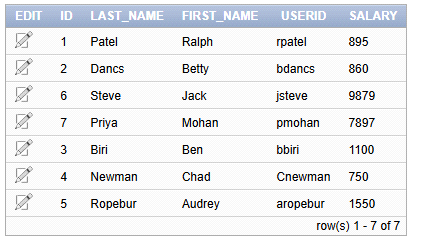 EDIT ID LAST_NAME FIRST_NAME USERID SALARY
1 Patel Ralph rpatel 895
2 Dancs Betty bdancs 860
6 Steve Jack jsteve 9879
7 Priya Mohan pmohan 7897
3 Biri Ben bbiri 1100
4 Newman Chad Cnewman 750
5 Ropebur Audrey aropebur 1550
row(s) 1 - 7 of 7